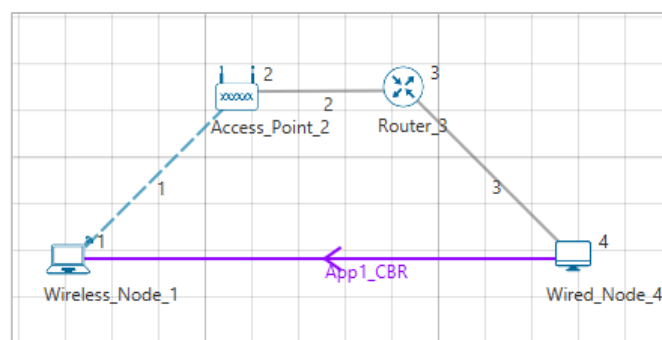 2
3
2
Access_Point_2
Router_3
1
3
1
4
App1_CBR
Wireless_Node_1
Wired_Node_4